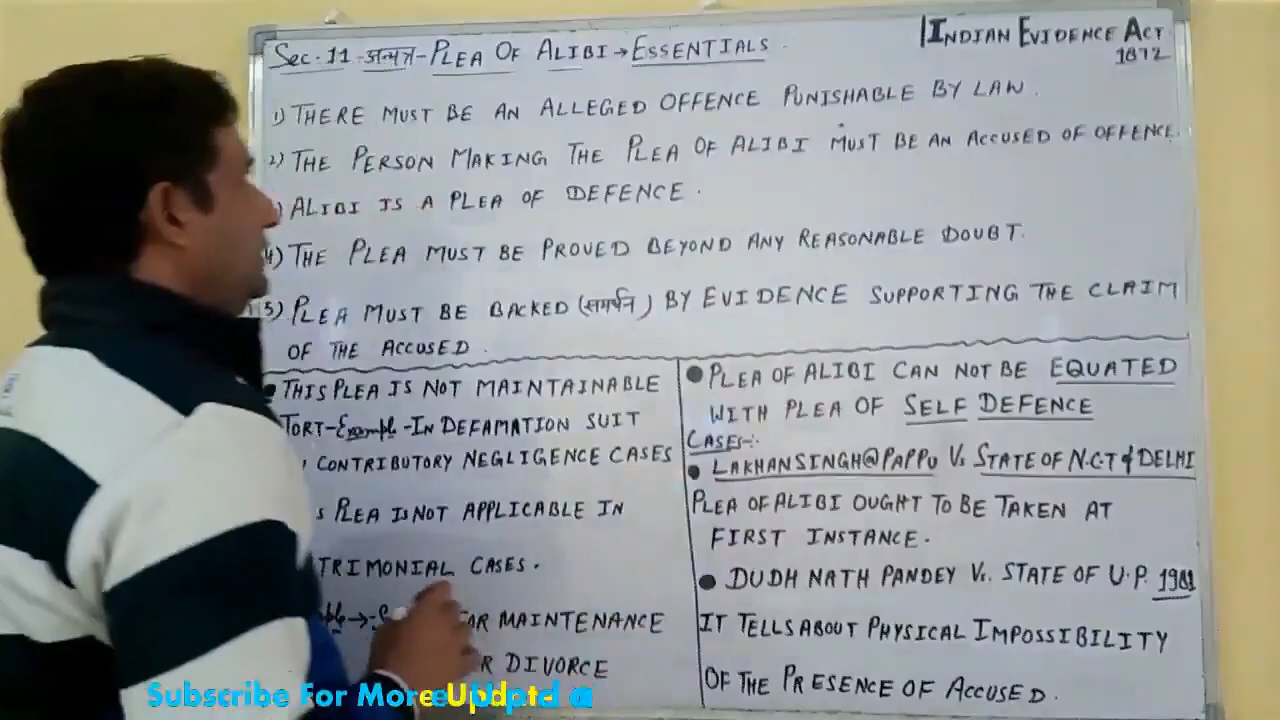 Sec. 11 - अन्यत्र - PLEA OF ALIBI → ESSENTIALS.
INDIAN EVIDENCE ACT
1872
1) THERE MUST BE AN ALLEGED OFFENCE PUNISHABLE BY LAW.
2) THE PERSON MAKING THE PLEA OF ALIBI MUST BE AN ACCUSED OF OFFENCE.
) ALIBI IS A PLEA OF DEFENCE.
4) THE PLEA MUST BE PROVED BEYOND ANY REASONABLE DOUBT.
5) PLEA MUST BE BACKED (समर्थन) BY EVIDENCE SUPPORTING THE CLAIM
OF THE ACCUSED.
● THIS PLEA IS NOT MAINTAINABLE
TORT - Example - IN DEFAMATION SUIT
CONTRIBUTORY NEGLIGENCE CASES
S PLEA IS NOT APPLICABLE IN
TRIMONIAL CASES.
→ FOR MAINTENANCE
R DIVORCE
● PLEA OF ALIBI CAN NOT BE EQUATED
WITH PLEA OF SELF DEFENCE
CASES:-
● LAKHANSINGH@PAPPU Vs STATE OF N.C.T of DELHI
PLEA OF ALIBI OUGHT TO BE TAKEN AT
FIRST INSTANCE.
● DUDH NATH PANDEY Vs. STATE OF U.P. 1981
IT TELLS ABOUT PHYSICAL IMPOSSIBILITY
OF THE PRESENCE OF ACCUSED.
Subscribe For More Updat